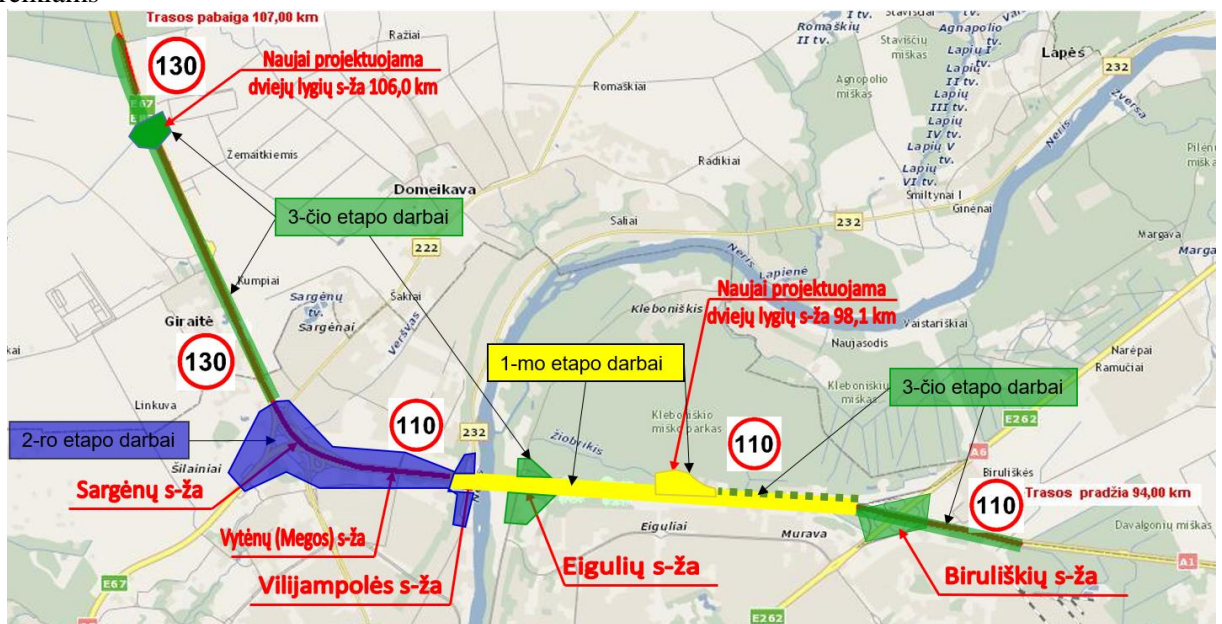 Trasos pabaiga 107,00 km
Ražiai
Romaškių
II tv.
Staviščių
miškas
Agnapolio
tv.
Lapių I
tv.
Lapių
II tv.
Lapių
III tv.
Lapių
IV tv.
Lapių V
tv.
Lapių
VI tv.
Lapės
232
130
Naujai projektuojama
dviejų lygių s-ža 106,0 km
Agnopolio
miškas
Romaškiai
Neris
Žversa
E67
Žemaitkiemis
Radikiai
Domeikava
Šmiltynai I
Ginėnai
3-čio etapo darbai
Saliai
232
Margava
222
Neris
Lapienė
Kumpiai
Sargėnų
tv.
Sargėnai
Šakiai
Veršvas
Naujai projektuojama
dviejų lygių s-ža 98,1 km
Kleboniškis
Giraitė
Vaistariškiai
Naujasodis
Narėpai
Ramučiai
130
1-mo etapo darbai
Kleboniškių
miškas
3-čio etapo darbai
Linkuva
110
232
Kleboniškio
miško parkas
110
E262
2-ro etapo darbai
Žiobrikis
A6
Šilainiai
Biruliškės
Sargėnų s-ža
110
Trasos pradžia 94,00 km
Vytėnų (Megos) s-ža
Eiguliai
Murava
Davalgonių miškas
Vilijampolės s-ža
Eigulių s-ža
Biruliškių s-ža
A1
E67
E262